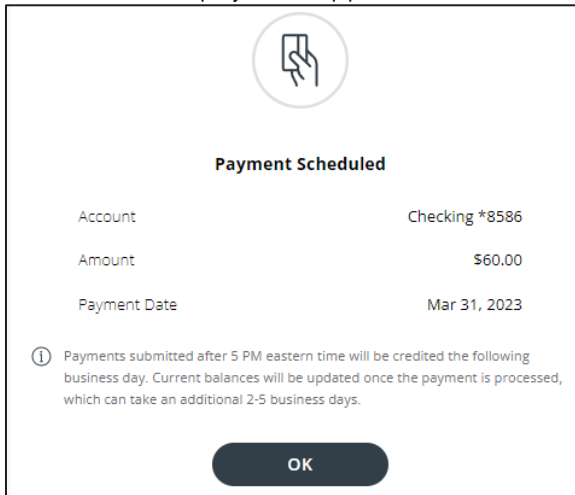 Payment Scheduled
Account Checking *8586
Amount $60.00
Payment Date Mar 31, 2023
Payments submitted after 5 PM eastern time will be credited the following
business day. Current balances will be updated once the payment is processed,
which can take an additional 2-5 business days.
OK